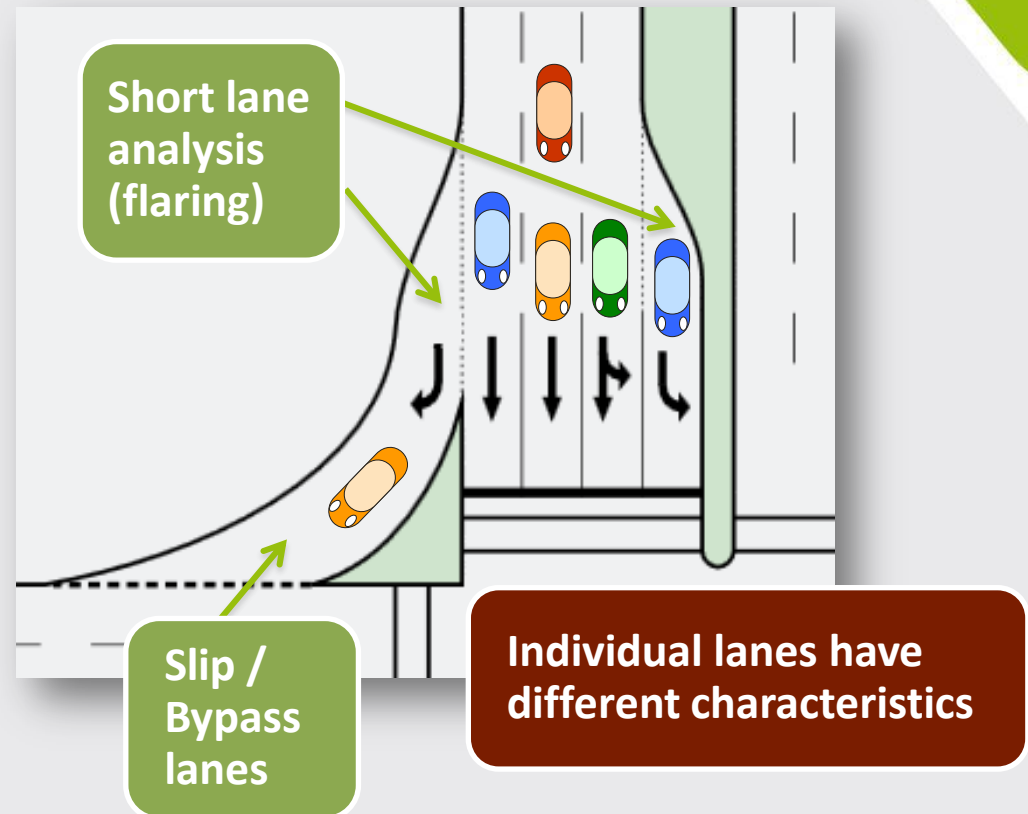 Short lane
analysis
(flaring)
Slip /
Bypass
lanes
Individual lanes have
different characteristics